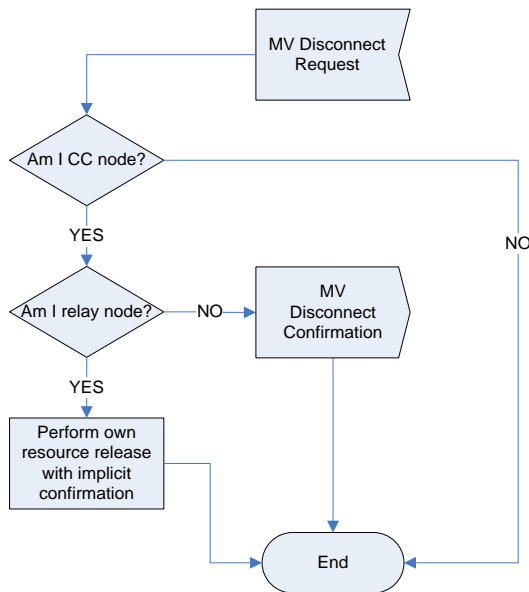 MV Disconnect
Request
Am I CC node?
YES
NO
Am I relay node?
NO
MV
Disconnect
Confirmation
YES
Perform own
resource release
with implicit
confirmation
End